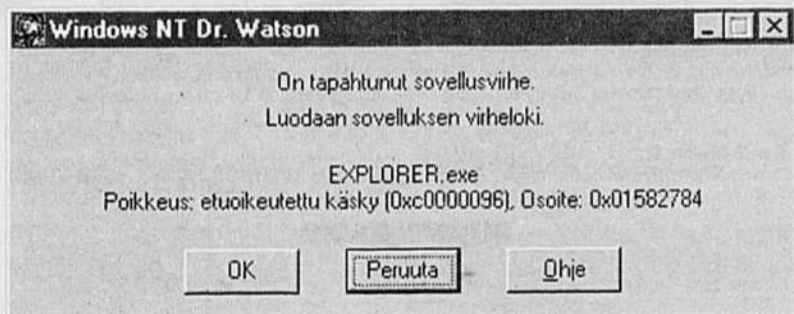 Windows NT Dr. Watson
On tapahtunut sovellusvirhe.
Luodaan sovelluksen virheloki.
EXPLORER.exe
Poikkeus: etuoikeutettu käsky (0xc0000096), Osoite: 0x01582784
OK
Peruuta
Ohje